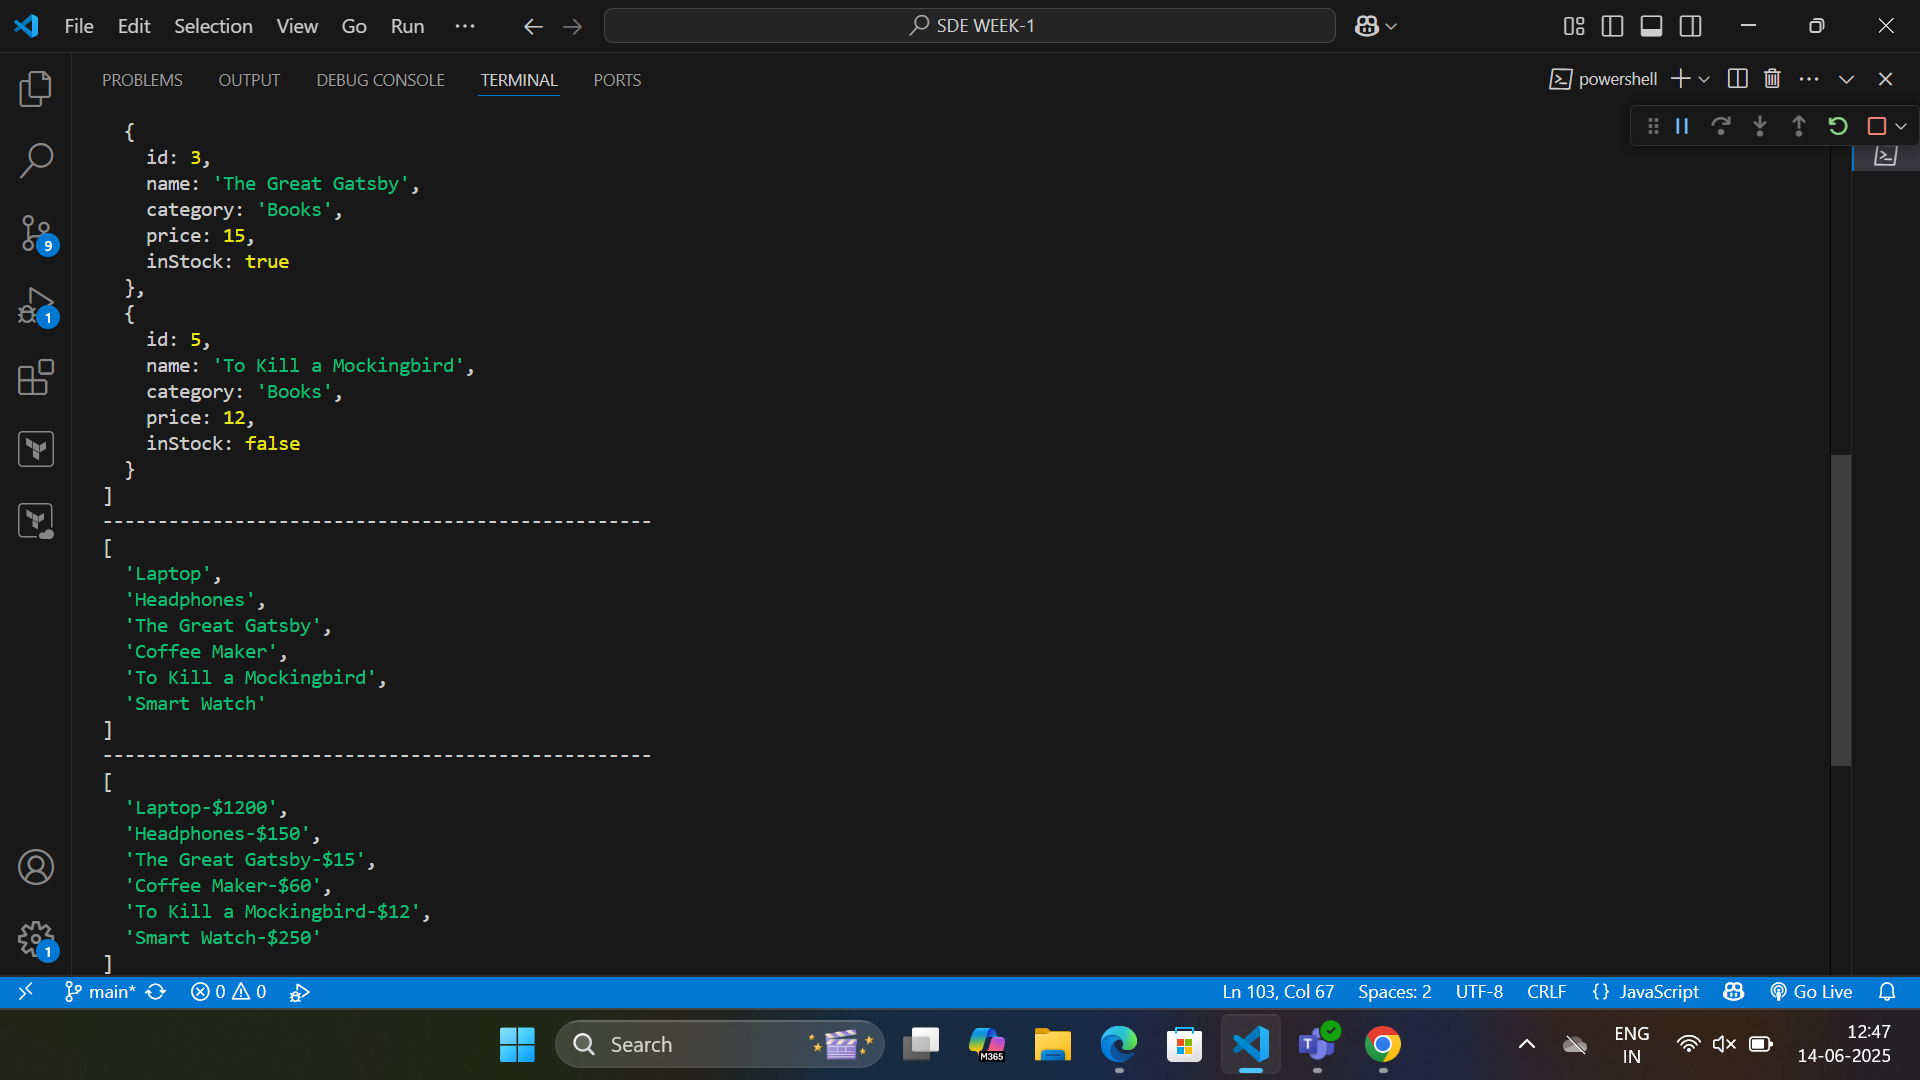 File Edit Selection View Go Run ··· SDE WEEK-1
PROBLEMS OUTPUT DEBUG CONSOLE TERMINAL PORTS powershell
{
id: 3,
name: 'The Great Gatsby',
category: 'Books',
price: 15,
inStock: true
},
{
id: 5,
name: 'To Kill a Mockingbird',
category: 'Books',
price: 12,
inStock: false
}
]
--------------------------------------------------
[
'Laptop',
'Headphones',
'The Great Gatsby',
'Coffee Maker',
'To Kill a Mockingbird',
'Smart Watch'
]
--------------------------------------------------
[
'Laptop-$1200',
'Headphones-$150',
'The Great Gatsby-$15',
'Coffee Maker-$60',
'To Kill a Mockingbird-$12',
'Smart Watch-$250'
]
9
1
1
main* 0 0 Ln 103, Col 67 Spaces: 2 UTF-8 CRLF {} JavaScript Go Live
Search M365 T ENG IN 12:47 14-06-2025